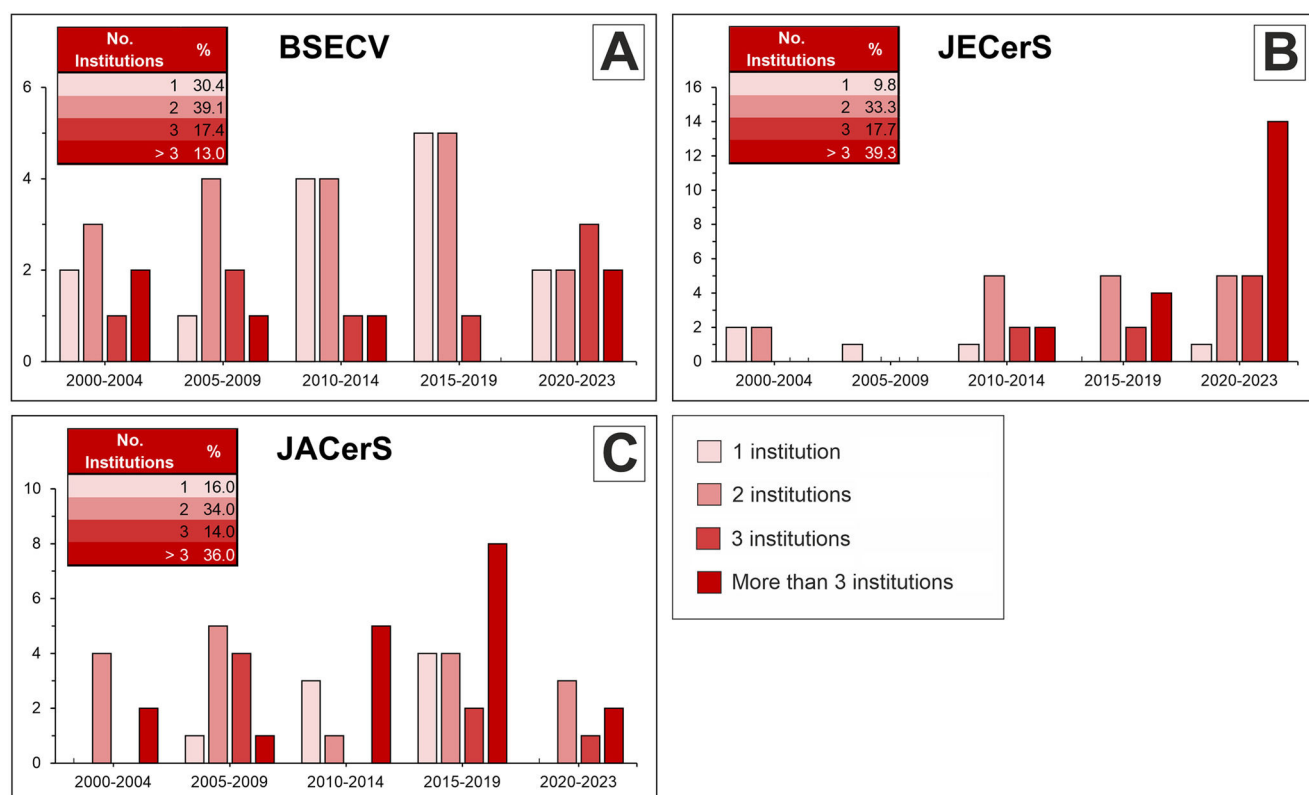 No. Institutions %
1 30.4
2 39.1
3 17.4
> 3 13.0
BSECV
A
6
4
2
0
2000-2004 2005-2009 2010-2014 2015-2019 2020-2023
No. Institutions %
1 9.8
2 33.3
3 17.7
> 3 39.3
JECerS
B
16
14
12
10
8
6
4
2
0
2000-2004 2005-2009 2010-2014 2015-2019 2020-2023
No. Institutions %
1 16.0
2 34.0
3 14.0
> 3 36.0
JACerS
C
10
8
6
4
2
0
2000-2004 2005-2009 2010-2014 2015-2019 2020-2023
1 institution
2 institutions
3 institutions
More than 3 institutions